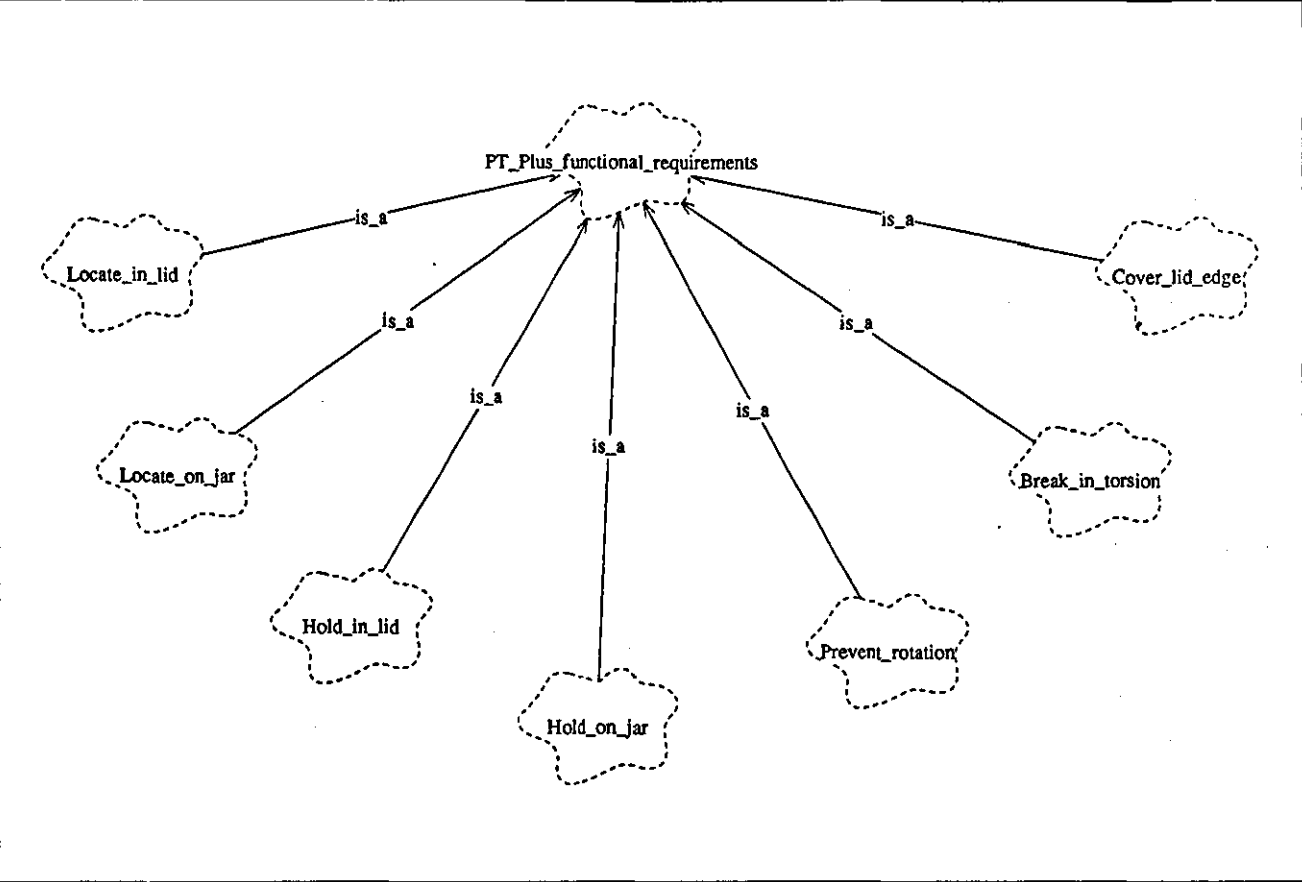 PT_Plus_functional_requirements
is_a
is_a
Locate_in_lid
Cover_lid_edge
is_a
is_a
is_a
is_a
is_a
Locate_on_jar
Break_in_torsion
Hold_in_lid
Prevent_rotation
Hold_on_jar